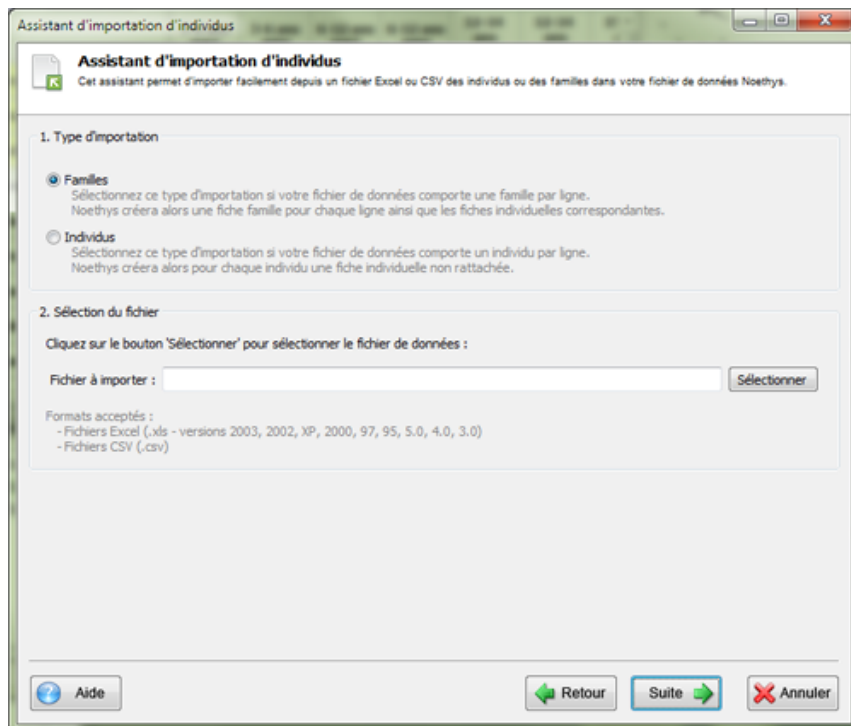 Assistant d'importation d'individus
Assistant d'importation d'individus
Cet assistant permet d'importer facilement depuis un fichier Excel ou CSV des individus ou des familles dans votre fichier de données Noethys.
1. Type d'importation
Familles
Sélectionnez ce type d'importation si votre fichier de données comporte une famille par ligne.
Noethys créera alors une fiche famille pour chaque ligne ainsi que les fiches individuelles correspondantes.
Individus
Sélectionnez ce type d'importation si votre fichier de données comporte un individu par ligne.
Noethys créera alors pour chaque individu une fiche individuelle non rattachée.
2. Sélection du fichier
Cliquez sur le bouton 'Sélectionner' pour sélectionner le fichier de données :
Fichier à importer : Sélectionner
Formats acceptés :
- Fichiers Excel (.xls - versions 2003, 2002, XP, 2000, 97, 95, 5.0, 4.0, 3.0)
- Fichiers CSV (.csv)
Aide Retour Suite Annuler